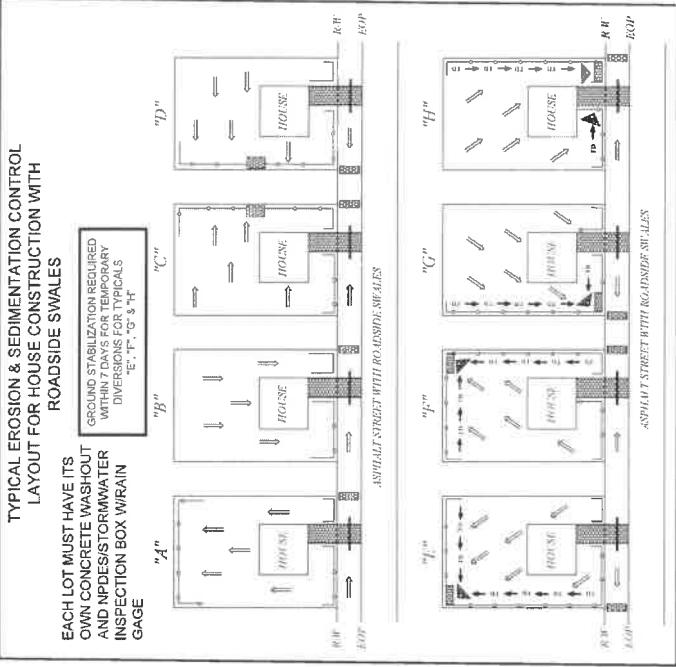 TYPICAL EROSION & SEDIMENTATION CONTROL
LAYOUT FOR HOUSE CONSTRUCTION WITH
ROADSIDE SWALES
EACH LOT MUST HAVE ITS
OWN CONCRETE WASHOUT
AND NPDES/STORMWATER
INSPECTION BOX W/RAIN
GAGE
GROUND STABILIZATION REQUIRED
WITHIN 7 DAYS FOR TEMPORARY
DIVERSIONS FOR TYPICALS
"E", "F", "G" & "H"
"A"
"B"
"C"
"D"
HOUSE
HOUSE
HOUSE
HOUSE
R/W
R/W
EOP
EOP
ASPHALT STREET WITH ROADSIDE SWALES
"E"
"F"
"G"
"H"
HOUSE
HOUSE
HOUSE
HOUSE
R/W
R/W
EOP
EOP
ASPHALT STREET WITH ROADSIDE SWALES